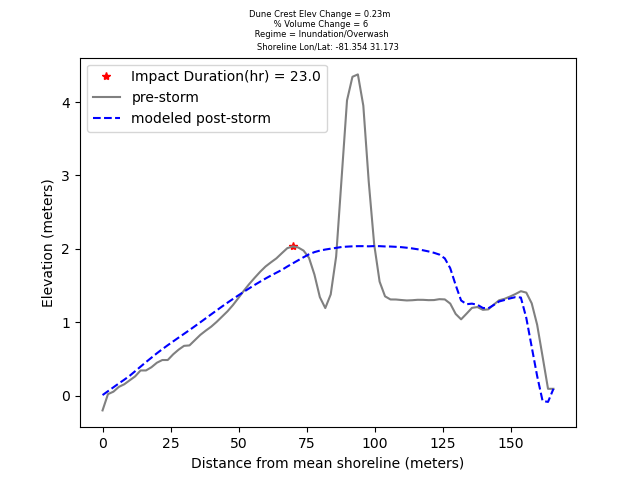 Dune Crest Elev Change = 0.23m
% Volume Change = 6
Regime = Inundation/Overwash
Shoreline Lon/Lat: -81.354 31.173
Impact Duration(hr) = 23.0
pre-storm
modeled post-storm
Elevation (meters)
4
3
2
1
0
0 25 50 75 100 125 150
Distance from mean shoreline (meters)